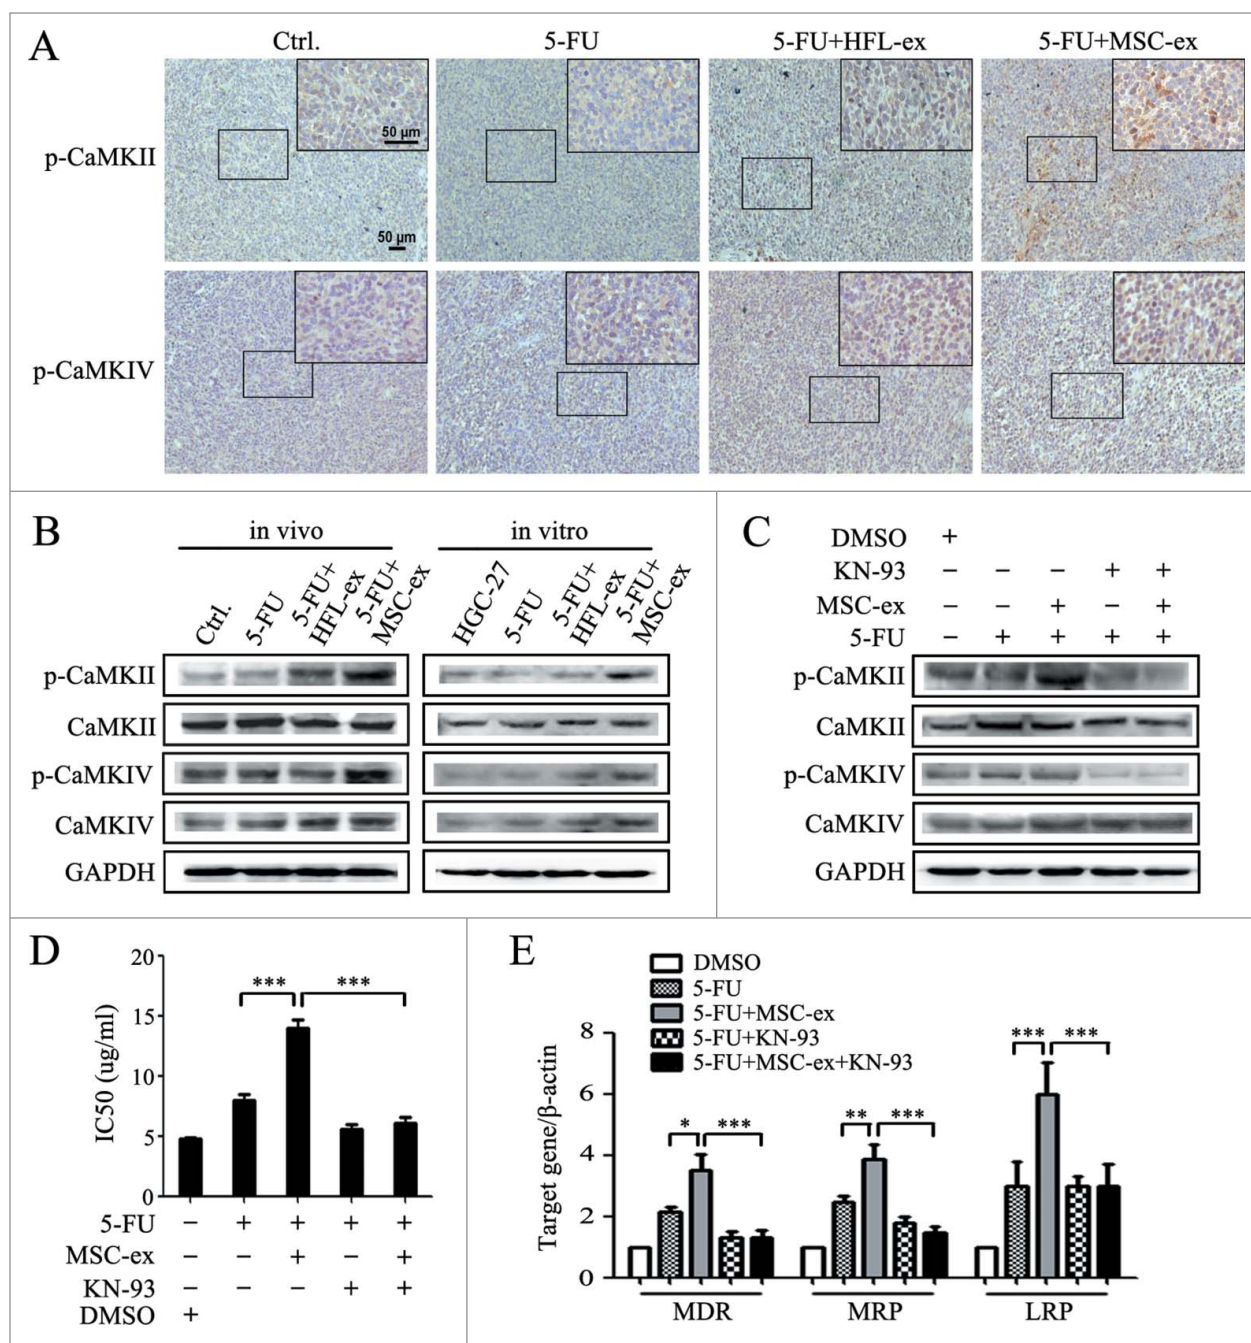 A
Ctrl.
5-FU
5-FU+HFL-ex
5-FU+MSC-ex
p-CaMKII
50 µm
50 µm
p-CaMKIV
B
in vivo
in vitro
Ctrl.
5-FU
5-FU+
HFL-ex
5-FU+
MSC-ex
HGC-27
5-FU
5-FU+
HFL-ex
5-FU+
MSC-ex
p-CaMKII
CaMKII
p-CaMKIV
CaMKIV
GAPDH
C
DMSO +
KN-93 − − − + +
MSC-ex − − + − +
5-FU − + + + +
p-CaMKII
CaMKII
p-CaMKIV
CaMKIV
GAPDH
D
20
15
10
5
0
IC50 (ug/ml)
*** ***
5-FU − + + + +
MSC-ex − − + − +
KN-93 − − − + +
DMSO +
E
DMSO
5-FU
5-FU+MSC-ex
5-FU+KN-93
5-FU+MSC-ex+KN-93
8
6
4
2
0
Target gene/β-actin
* ***
** ***
*** ***
MDR
MRP
LRP